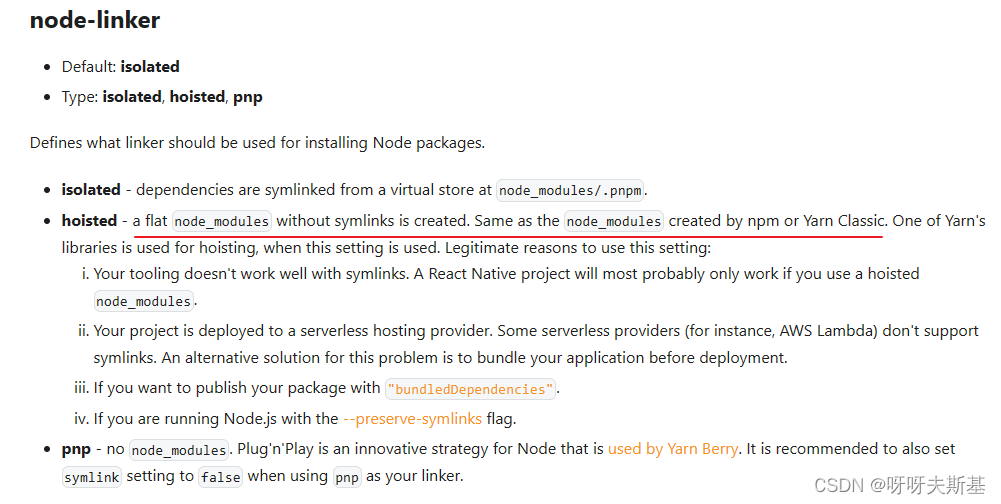 node-linker
• Default: isolated
• Type: isolated, hoisted, pnp
Defines what linker should be used for installing Node packages.
• isolated - dependencies are symlinked from a virtual store at node_modules/.pnpm.
• hoisted - a flat node_modules without symlinks is created. Same as the node_modules created by npm or Yarn Classic. One of Yarn's
libraries is used for hoisting, when this setting is used. Legitimate reasons to use this setting:
i. Your tooling doesn't work well with symlinks. A React Native project will most probably only work if you use a hoisted
node_modules.
ii. Your project is deployed to a serverless hosting provider. Some serverless providers (for instance, AWS Lambda) don't support
symlinks. An alternative solution for this problem is to bundle your application before deployment.
iii. If you want to publish your package with "bundledDependencies".
iv. If you are running Node.js with the --preserve-symlinks flag.
• pnp - no node_modules. Plug'n'Play is an innovative strategy for Node that is used by Yarn Berry. It is recommended to also set
symlink setting to false when using pnp as your linker.
CSDN @呀呀夫斯基